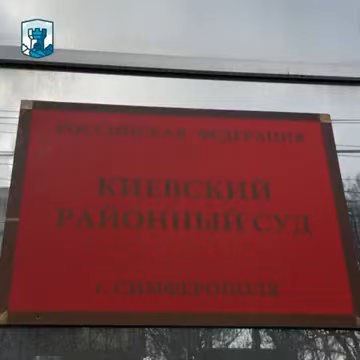 РОССИЙСКАЯ ФЕДЕРАЦИЯ
КИЕВСКИЙ
РАЙОННЫЙ СУД
г. СИМФЕРОПОЛЯ